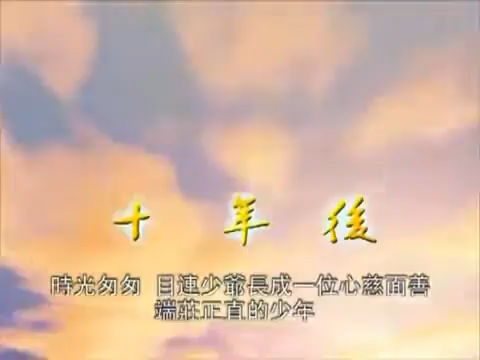 十年後
時光匆匆 目連少爺長成一位心慈面善
端莊正直的少年